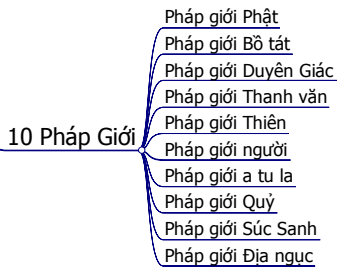 10 Pháp Giới
Pháp giới Phật
Pháp giới Bồ tát
Pháp giới Duyên Giác
Pháp giới Thanh văn
Pháp giới Thiên
Pháp giới người
Pháp giới a tu la
Pháp giới Quỷ
Pháp giới Súc Sanh
Pháp giới Địa ngục